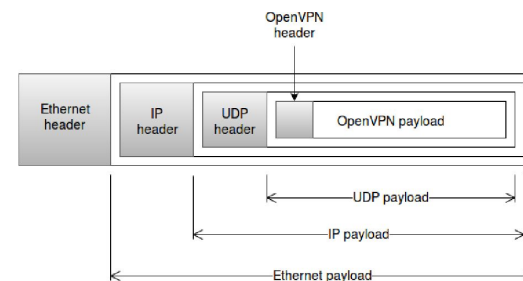 OpenVPN
header
Ethernet
header
IP
header
UDP
header
OpenVPN payload
UDP payload
IP payload
Ethernet payload